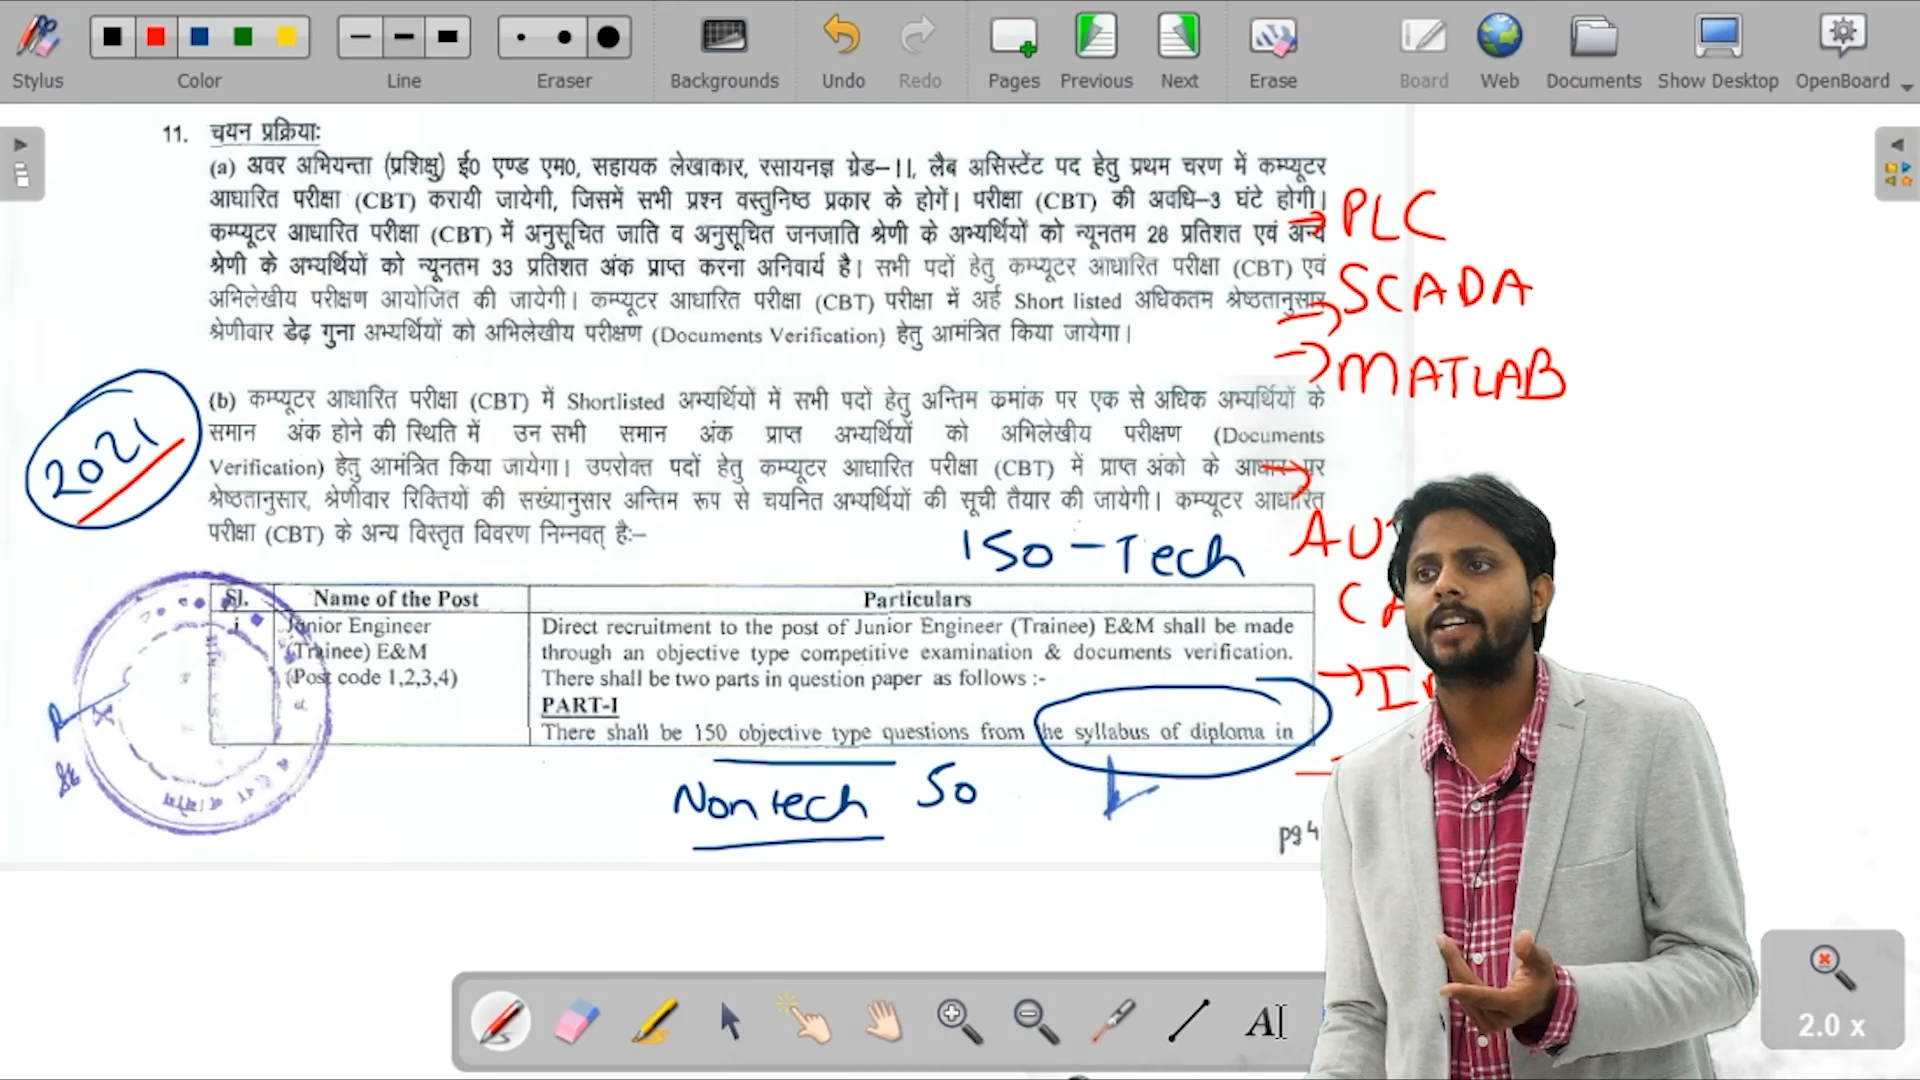 Stylus
Color
Line
Eraser
Backgrounds
Undo
Redo
Pages
Previous
Next
Erase
Board
Web
Documents
Show Desktop
OpenBoard
11. चयन प्रक्रियाः
(a) अवर अभियन्ता (प्रशिक्षु) ई0 एण्ड एम0, सहायक लेखाकार, रसायनज्ञ ग्रेड-।।, लैब असिस्टेंट पद हेतु प्रथम चरण में कम्प्यूटर
आधारित परीक्षा (CBT) करायी जायेगी, जिसमें सभी प्रश्न वस्तुनिष्ठ प्रकार के होगें। परीक्षा (CBT) की अवधि-3 घंटे होगी।
कम्प्यूटर आधारित परीक्षा (CBT) में अनुसूचित जाति व अनुसूचित जनजाति श्रेणी के अभ्यर्थियों को न्यूनतम 28 प्रतिशत एवं अन्य
श्रेणी के अभ्यर्थियों को न्यूनतम 33 प्रतिशत अंक प्राप्त करना अनिवार्य है। सभी पदों हेतु कम्प्यूटर आधारित परीक्षा (CBT) एवं
अभिलेखीय परीक्षण आयोजित की जायेगी। कम्प्यूटर आधारित परीक्षा (CBT) परीक्षा में अर्ह Short listed अधिकतम श्रेष्ठतानुसार
श्रेणीवार डेढ़ गुना अभ्यर्थियों को अभिलेखीय परीक्षण (Documents Verification) हेतु आमंत्रित किया जायेगा।
(b) कम्प्यूटर आधारित परीक्षा (CBT) में Shortlisted अभ्यर्थियों में सभी पदों हेतु अन्तिम क्रमांक पर एक से अधिक अभ्यर्थियों के
समान अंक होने की स्थिति में उन सभी समान अंक प्राप्त अभ्यर्थियों को अभिलेखीय परीक्षण (Documents
Verification) हेतु आमंत्रित किया जायेगा। उपरोक्त पदों हेतु कम्प्यूटर आधारित परीक्षा (CBT) में प्राप्त अंको के आधार पर
श्रेष्ठतानुसार, श्रेणीवार रिक्तियों की सख्यांनुसार अन्तिम रूप से चयनित अभ्यर्थियों की सूची तैयार की जायेगी। कम्प्यूटर आधारित
परीक्षा (CBT) के अन्य विस्तृत विवरण निम्नवत् है:-
2021
PLC
SCADA
MATLAB
150 - Tech
Sl. Name of the Post Particulars
i Junior Engineer
(Trainee) E&M
(Post code 1,2,3,4)
Direct recruitment to the post of Junior Engineer (Trainee) E&M shall be made
through an objective type competitive examination & documents verification.
There shall be two parts in question paper as follows :-
PART-I
There shall be 150 objective type questions from the syllabus of diploma in
Nontech 50
pg 4
2.0 x